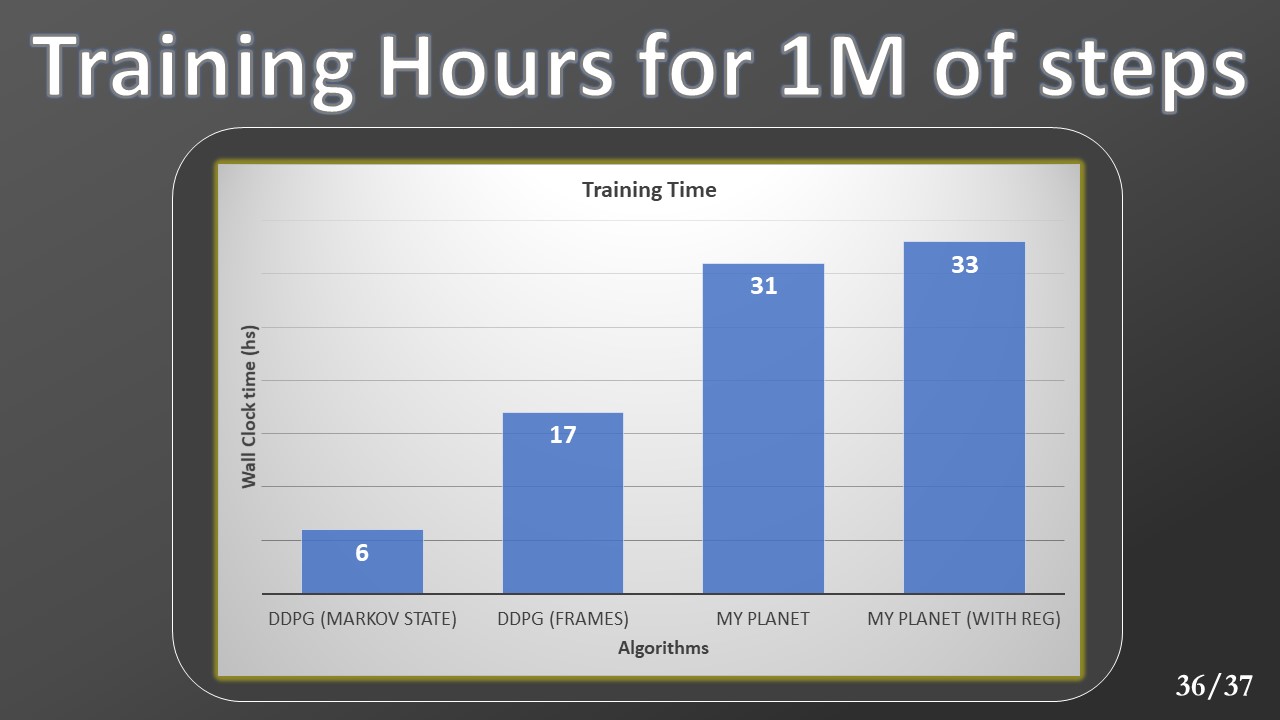 Training Hours for 1M of steps
Training Time
Wall Clock time (hs)
6
17
31
33
DDPG (MARKOV STATE)
DDPG (FRAMES)
MY PLANET
MY PLANET (WITH REG)
Algorithms
36/37